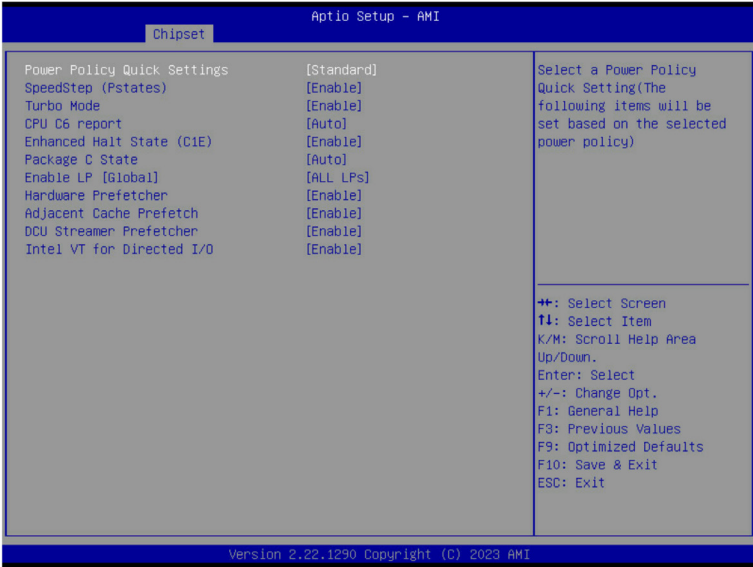 Aptio Setup – AMI
Chipset
Power Policy Quick Settings [Standard]
SpeedStep (Pstates) [Enable]
Turbo Mode [Enable]
CPU C6 report [Auto]
Enhanced Halt State (C1E) [Enable]
Package C State [Auto]
Enable LP [Global] [ALL LPs]
Hardware Prefetcher [Enable]
Adjacent Cache Prefetch [Enable]
DCU Streamer Prefetcher [Enable]
Intel VT for Directed I/O [Enable]
Select a Power Policy
Quick Setting(The
following items will be
set based on the selected
power policy)
→←: Select Screen
↑↓: Select Item
K/M: Scroll Help Area
Up/Down.
Enter: Select
+/-: Change Opt.
F1: General Help
F3: Previous Values
F9: Optimized Defaults
F10: Save & Exit
ESC: Exit
Version 2.22.1290 Copyright (C) 2023 AMI